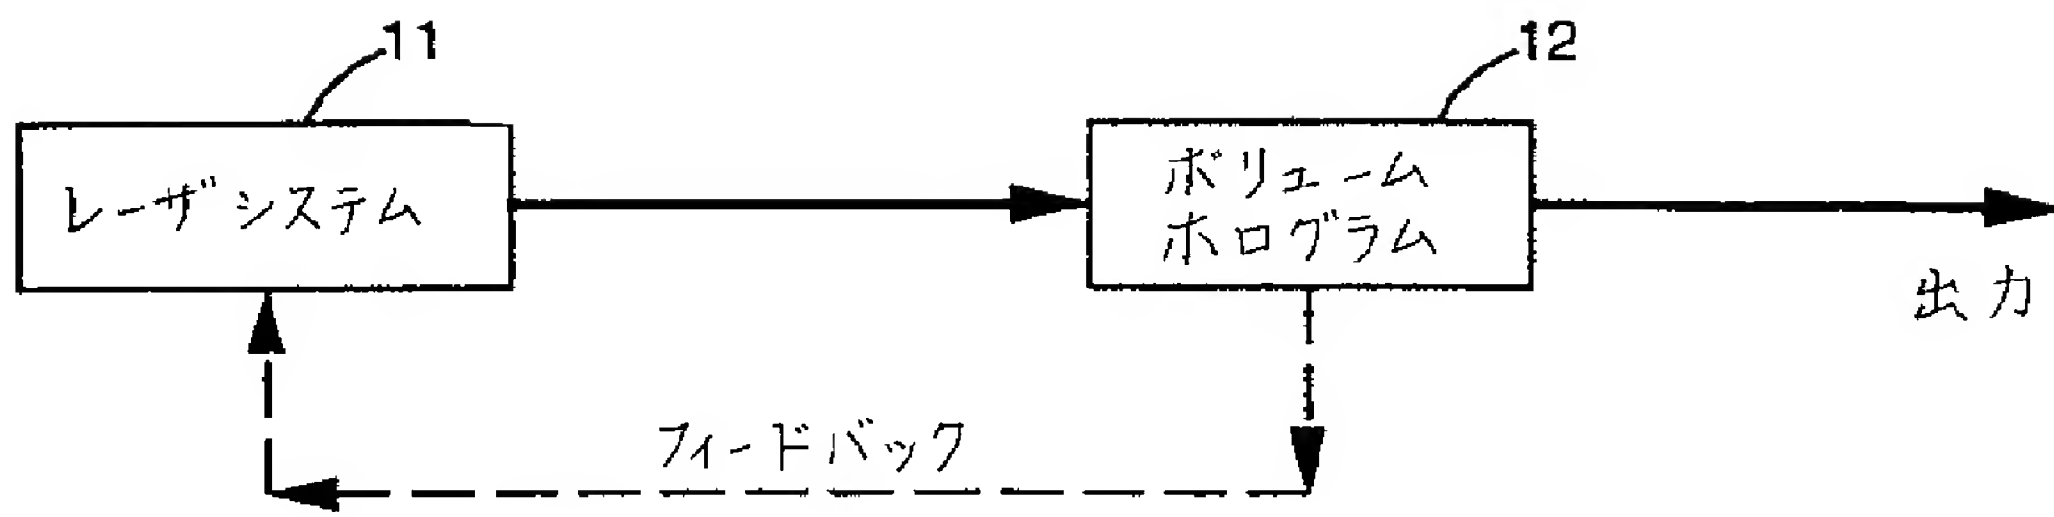 11
12
レーザシステム
ボリューム
ホログラム
出力
フィードバック